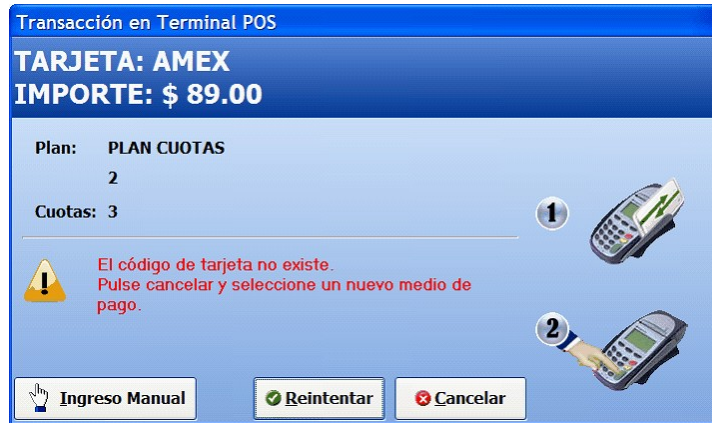 Transacción en Terminal POS
TARJETA: AMEX
IMPORTE: $ 89.00
Plan: PLAN CUOTAS
2
Cuotas: 3
1
El código de tarjeta no existe.
Pulse cancelar y seleccione un nuevo medio de
pago.
2
Ingreso Manual
Reintentar
Cancelar